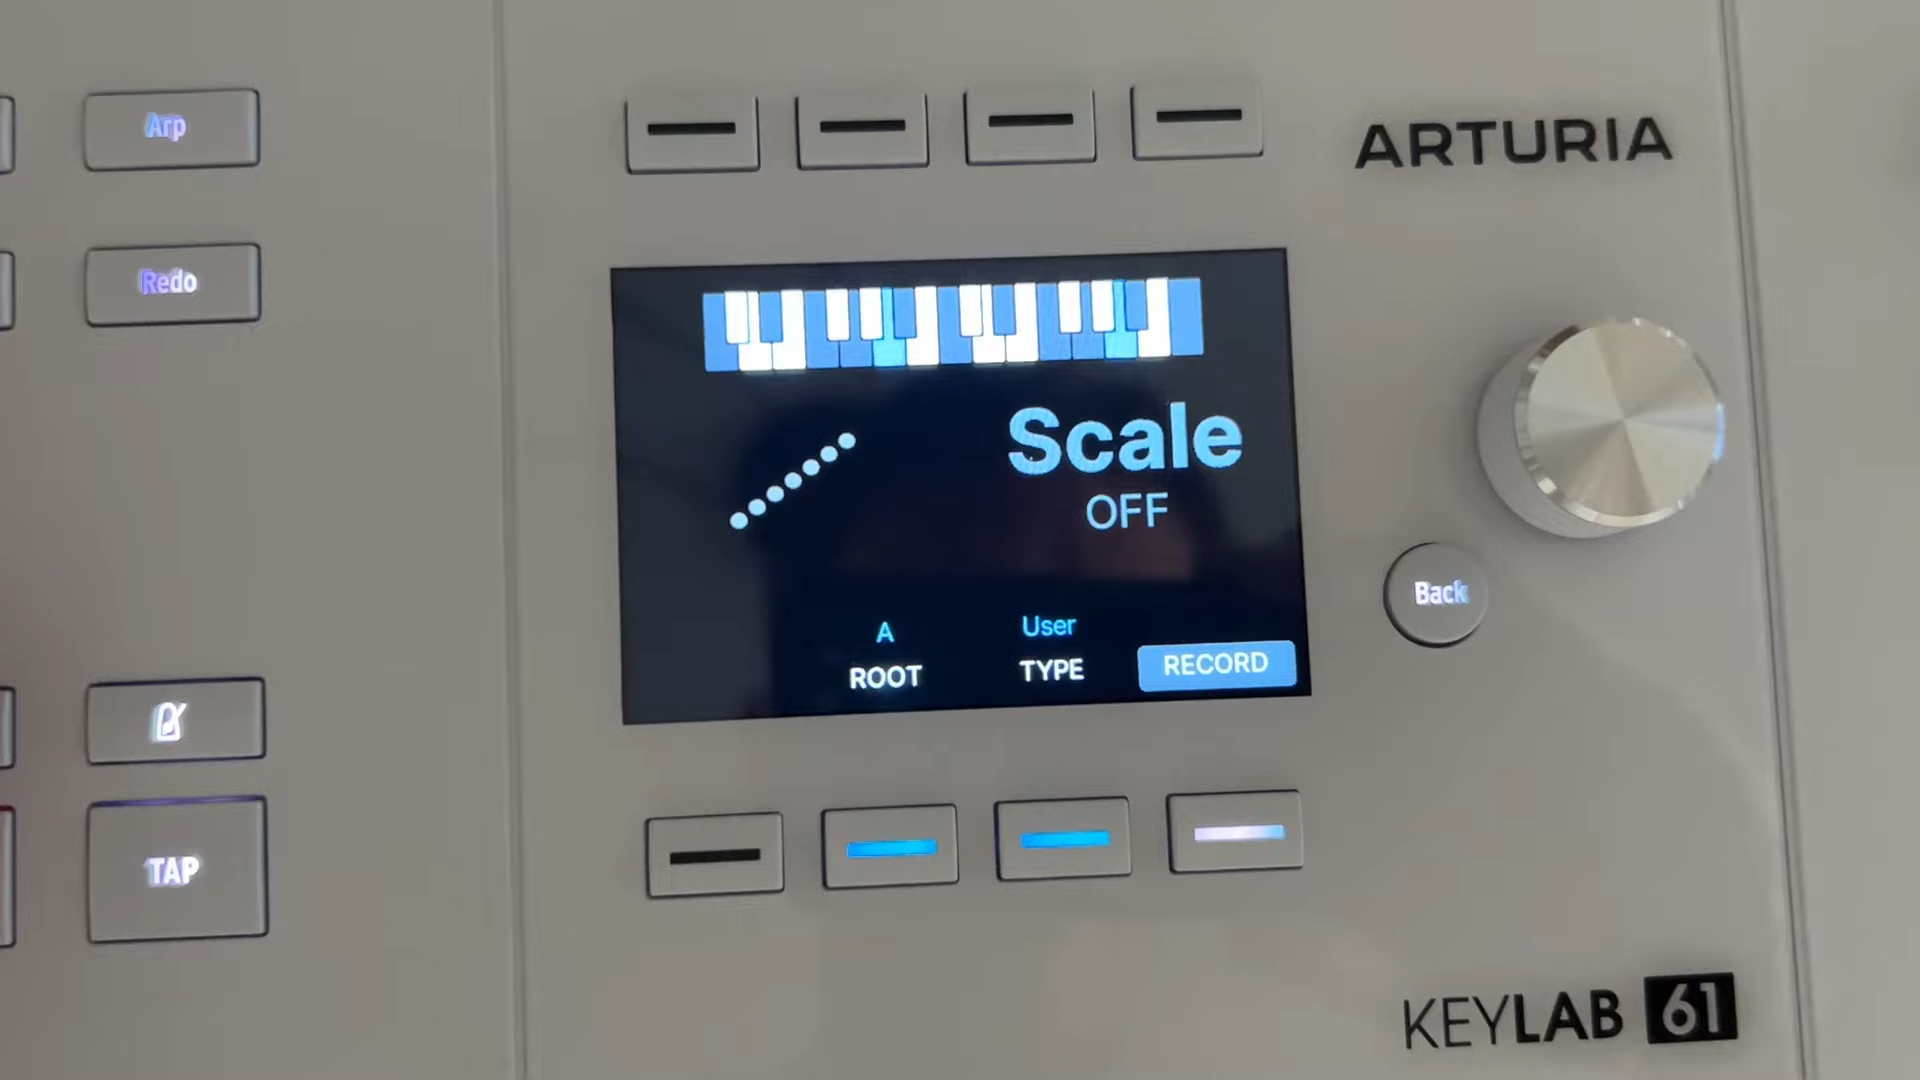 Arp
ARTURIA
Redo
Scale
OFF
Back
A
User
ROOT
TYPE
RECORD
TAP
KEYLAB 61